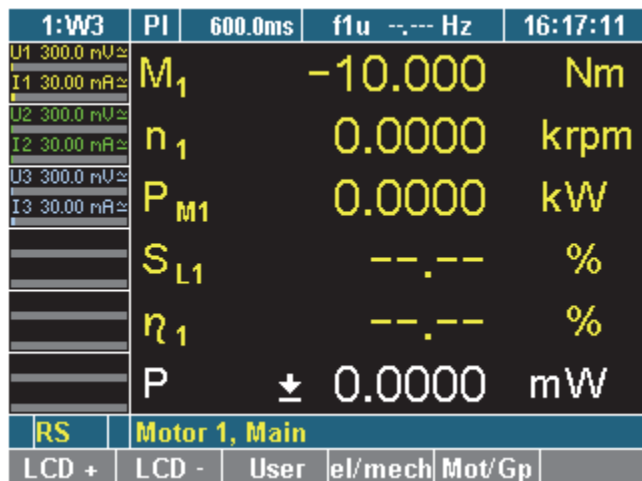 1:W3 PI 600.0ms f1u --.--- Hz 16:17:11
U1 300.0 mV≃
I1 30.00 mA≃
M1 -10.000 Nm
U2 300.0 mV≃
I2 30.00 mA≃
n1 0.0000 krpm
U3 300.0 mV≃
I3 30.00 mA≃
PM1 0.0000 kW
SL1 --.-- %
η1 --.-- %
P 0.0000 mW
RS Motor 1, Main
LCD + LCD - User el/mech Mot/Gp